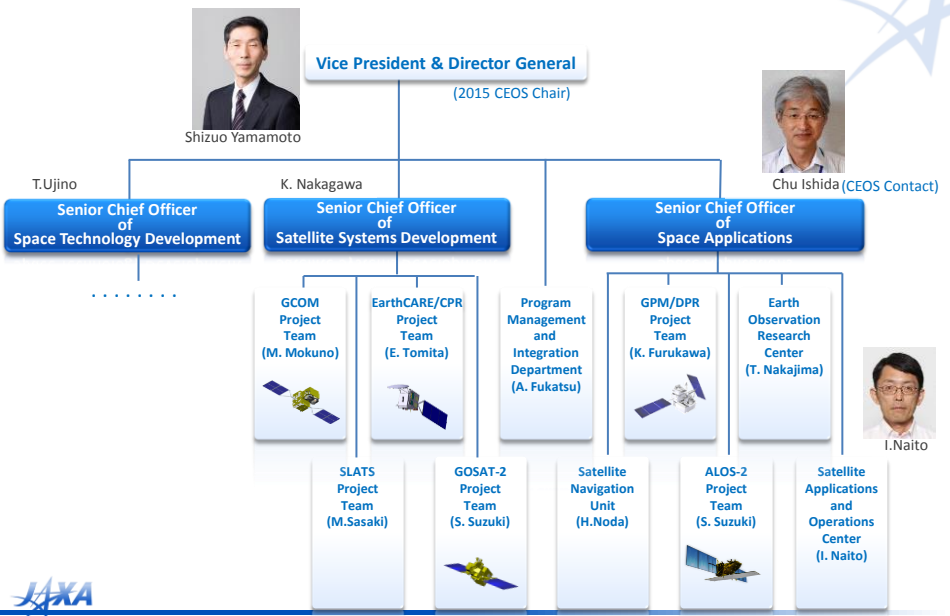 Vice President & Director General
(2015 CEOS Chair)
Shizuo Yamamoto
T.Ujino
K. Nakagawa
Chu Ishida (CEOS Contact)
Senior Chief Officer
of
Space Technology Development
Senior Chief Officer
of
Satellite Systems Development
Senior Chief Officer
of
Space Applications
. . . . . . . .
GCOM
Project
Team
(M. Mokuno)
EarthCARE/CPR
Project
Team
(E. Tomita)
Program
Management
and
Integration
Department
(A. Fukatsu)
GPM/DPR
Project
Team
(K. Furukawa)
Earth
Observation
Research
Center
(T. Nakajima)
I.Naito
SLATS
Project
Team
(M.Sasaki)
GOSAT-2
Project
Team
(S. Suzuki)
Satellite
Navigation
Unit
(H.Noda)
ALOS-2
Project
Team
(S. Suzuki)
Satellite
Applications
and
Operations
Center
(I. Naito)
JAXA